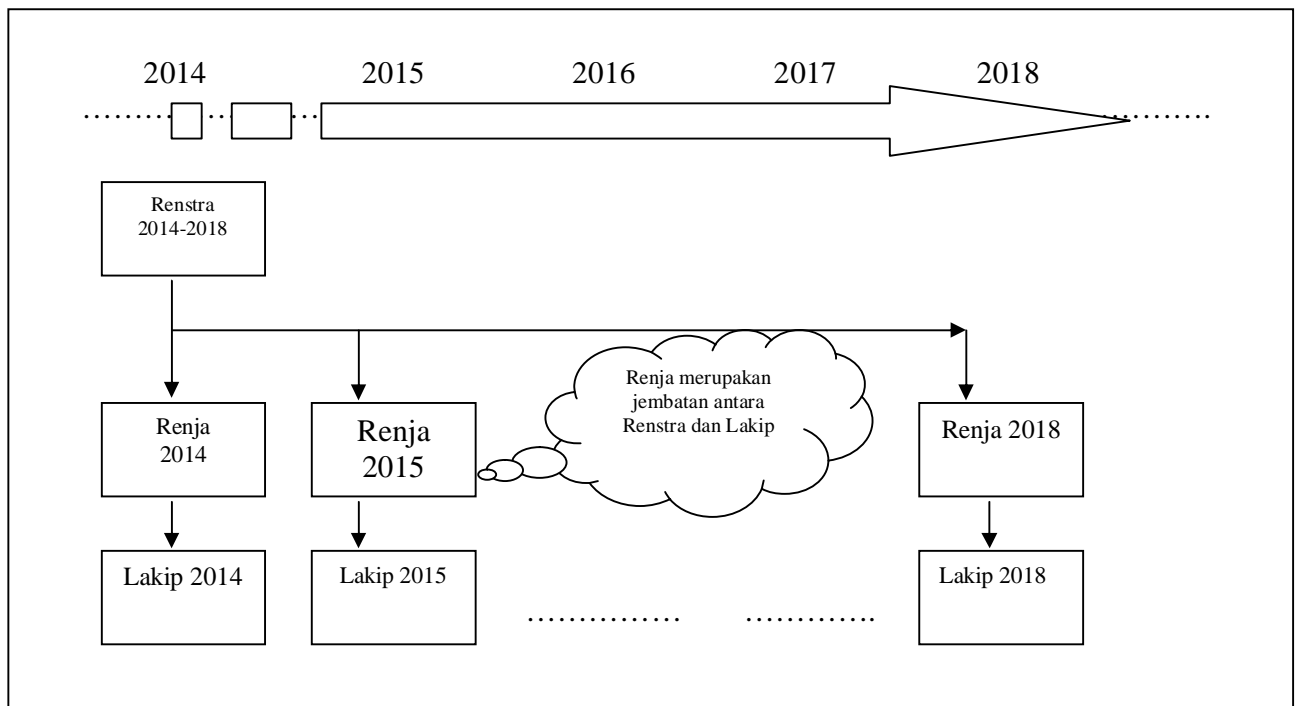 2014 2015 2016 2017 2018
Renstra
2014-2018
Renja merupakan
jembatan antara
Renstra dan Lakip
Renja
2014
Renja
2015
Renja 2018
Lakip 2014
Lakip 2015
Lakip 2018